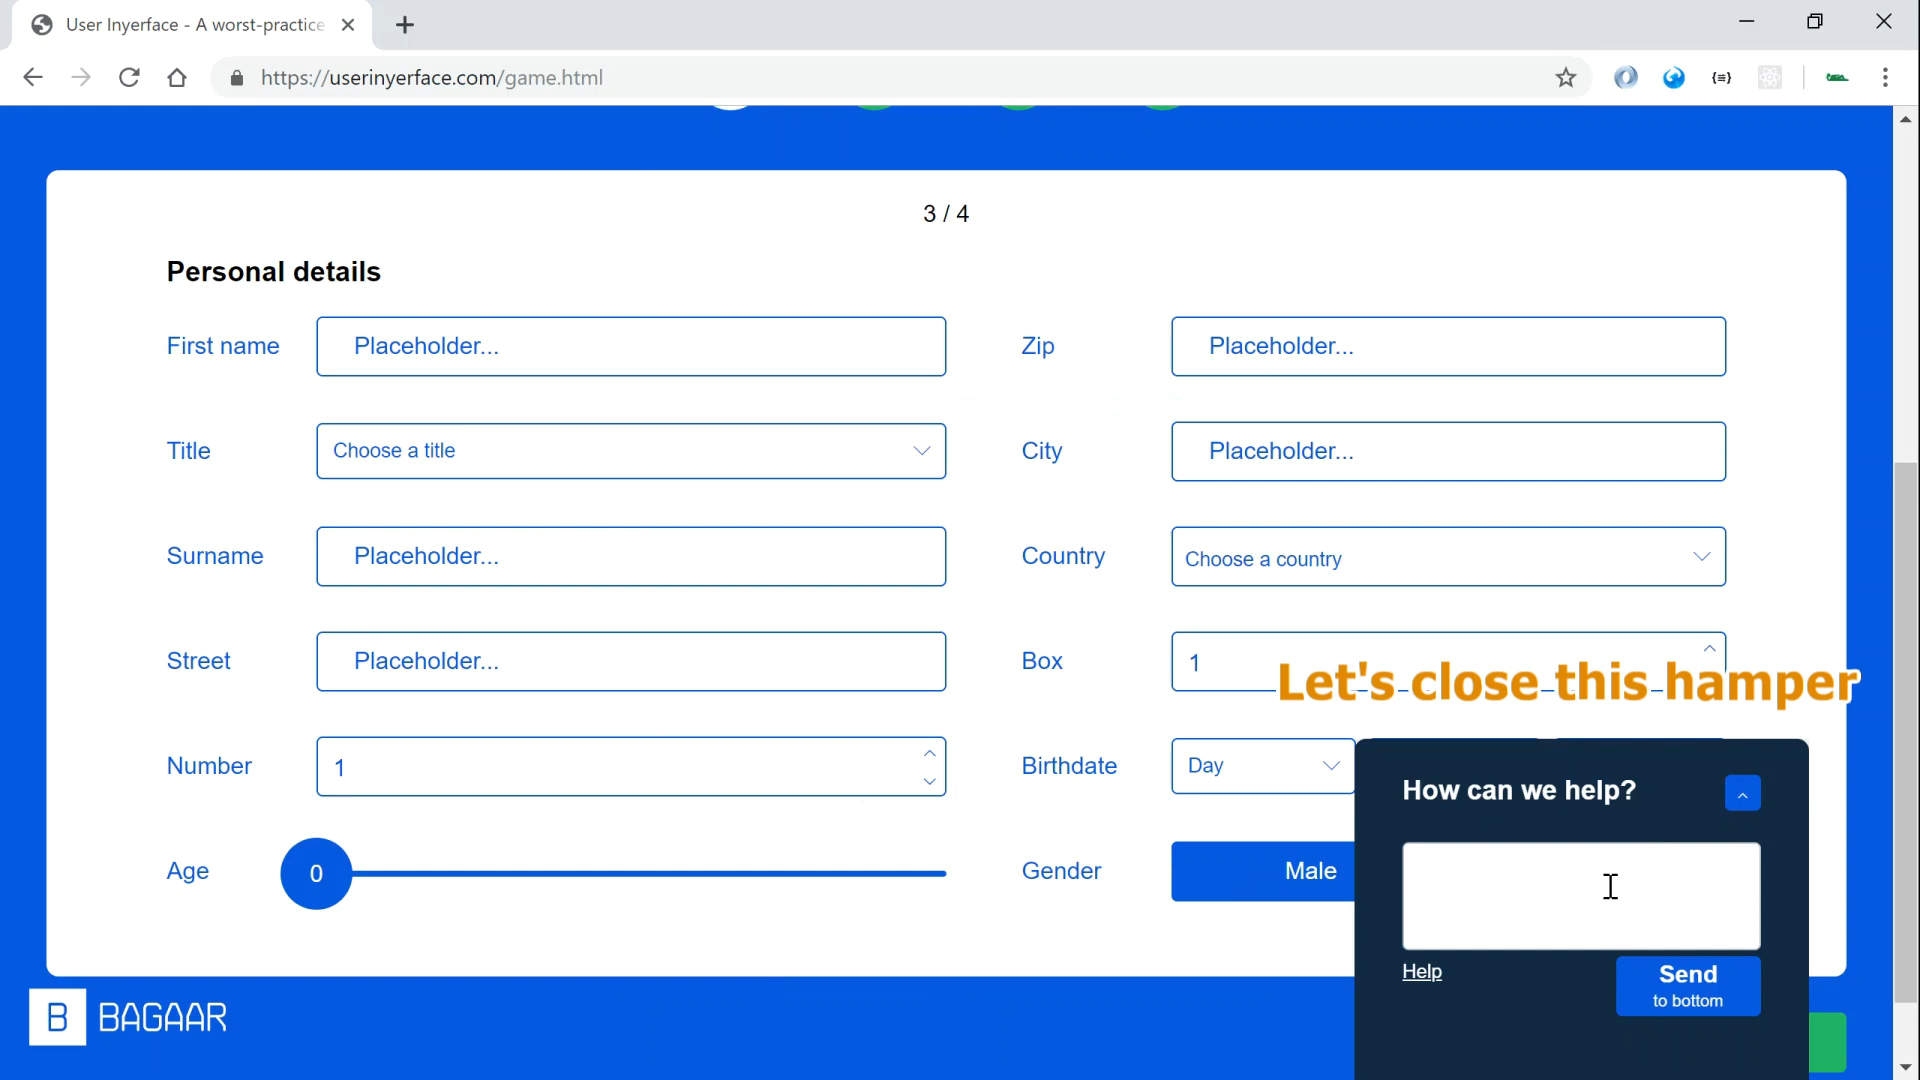 User Inyerface - A worst-practice
https://userinyerface.com/game.html
3 / 4
Personal details
First name
Placeholder...
Zip
Placeholder...
Title
Choose a title
City
Placeholder...
Surname
Placeholder...
Country
Choose a country
Street
Placeholder...
Box
1
Let's close this hamper
Number
1
Birthdate
Day
How can we help?
Age
0
Gender
Male
Help
Send
to bottom
B BAGAAR